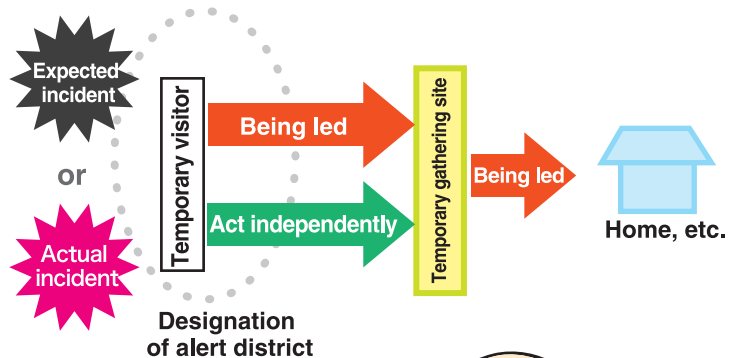 Expected
incident
or
Actual
incident
Temporary visitor
Being led
Act independently
Temporary gathering site
Being led
Home, etc.
Designation
of alert district